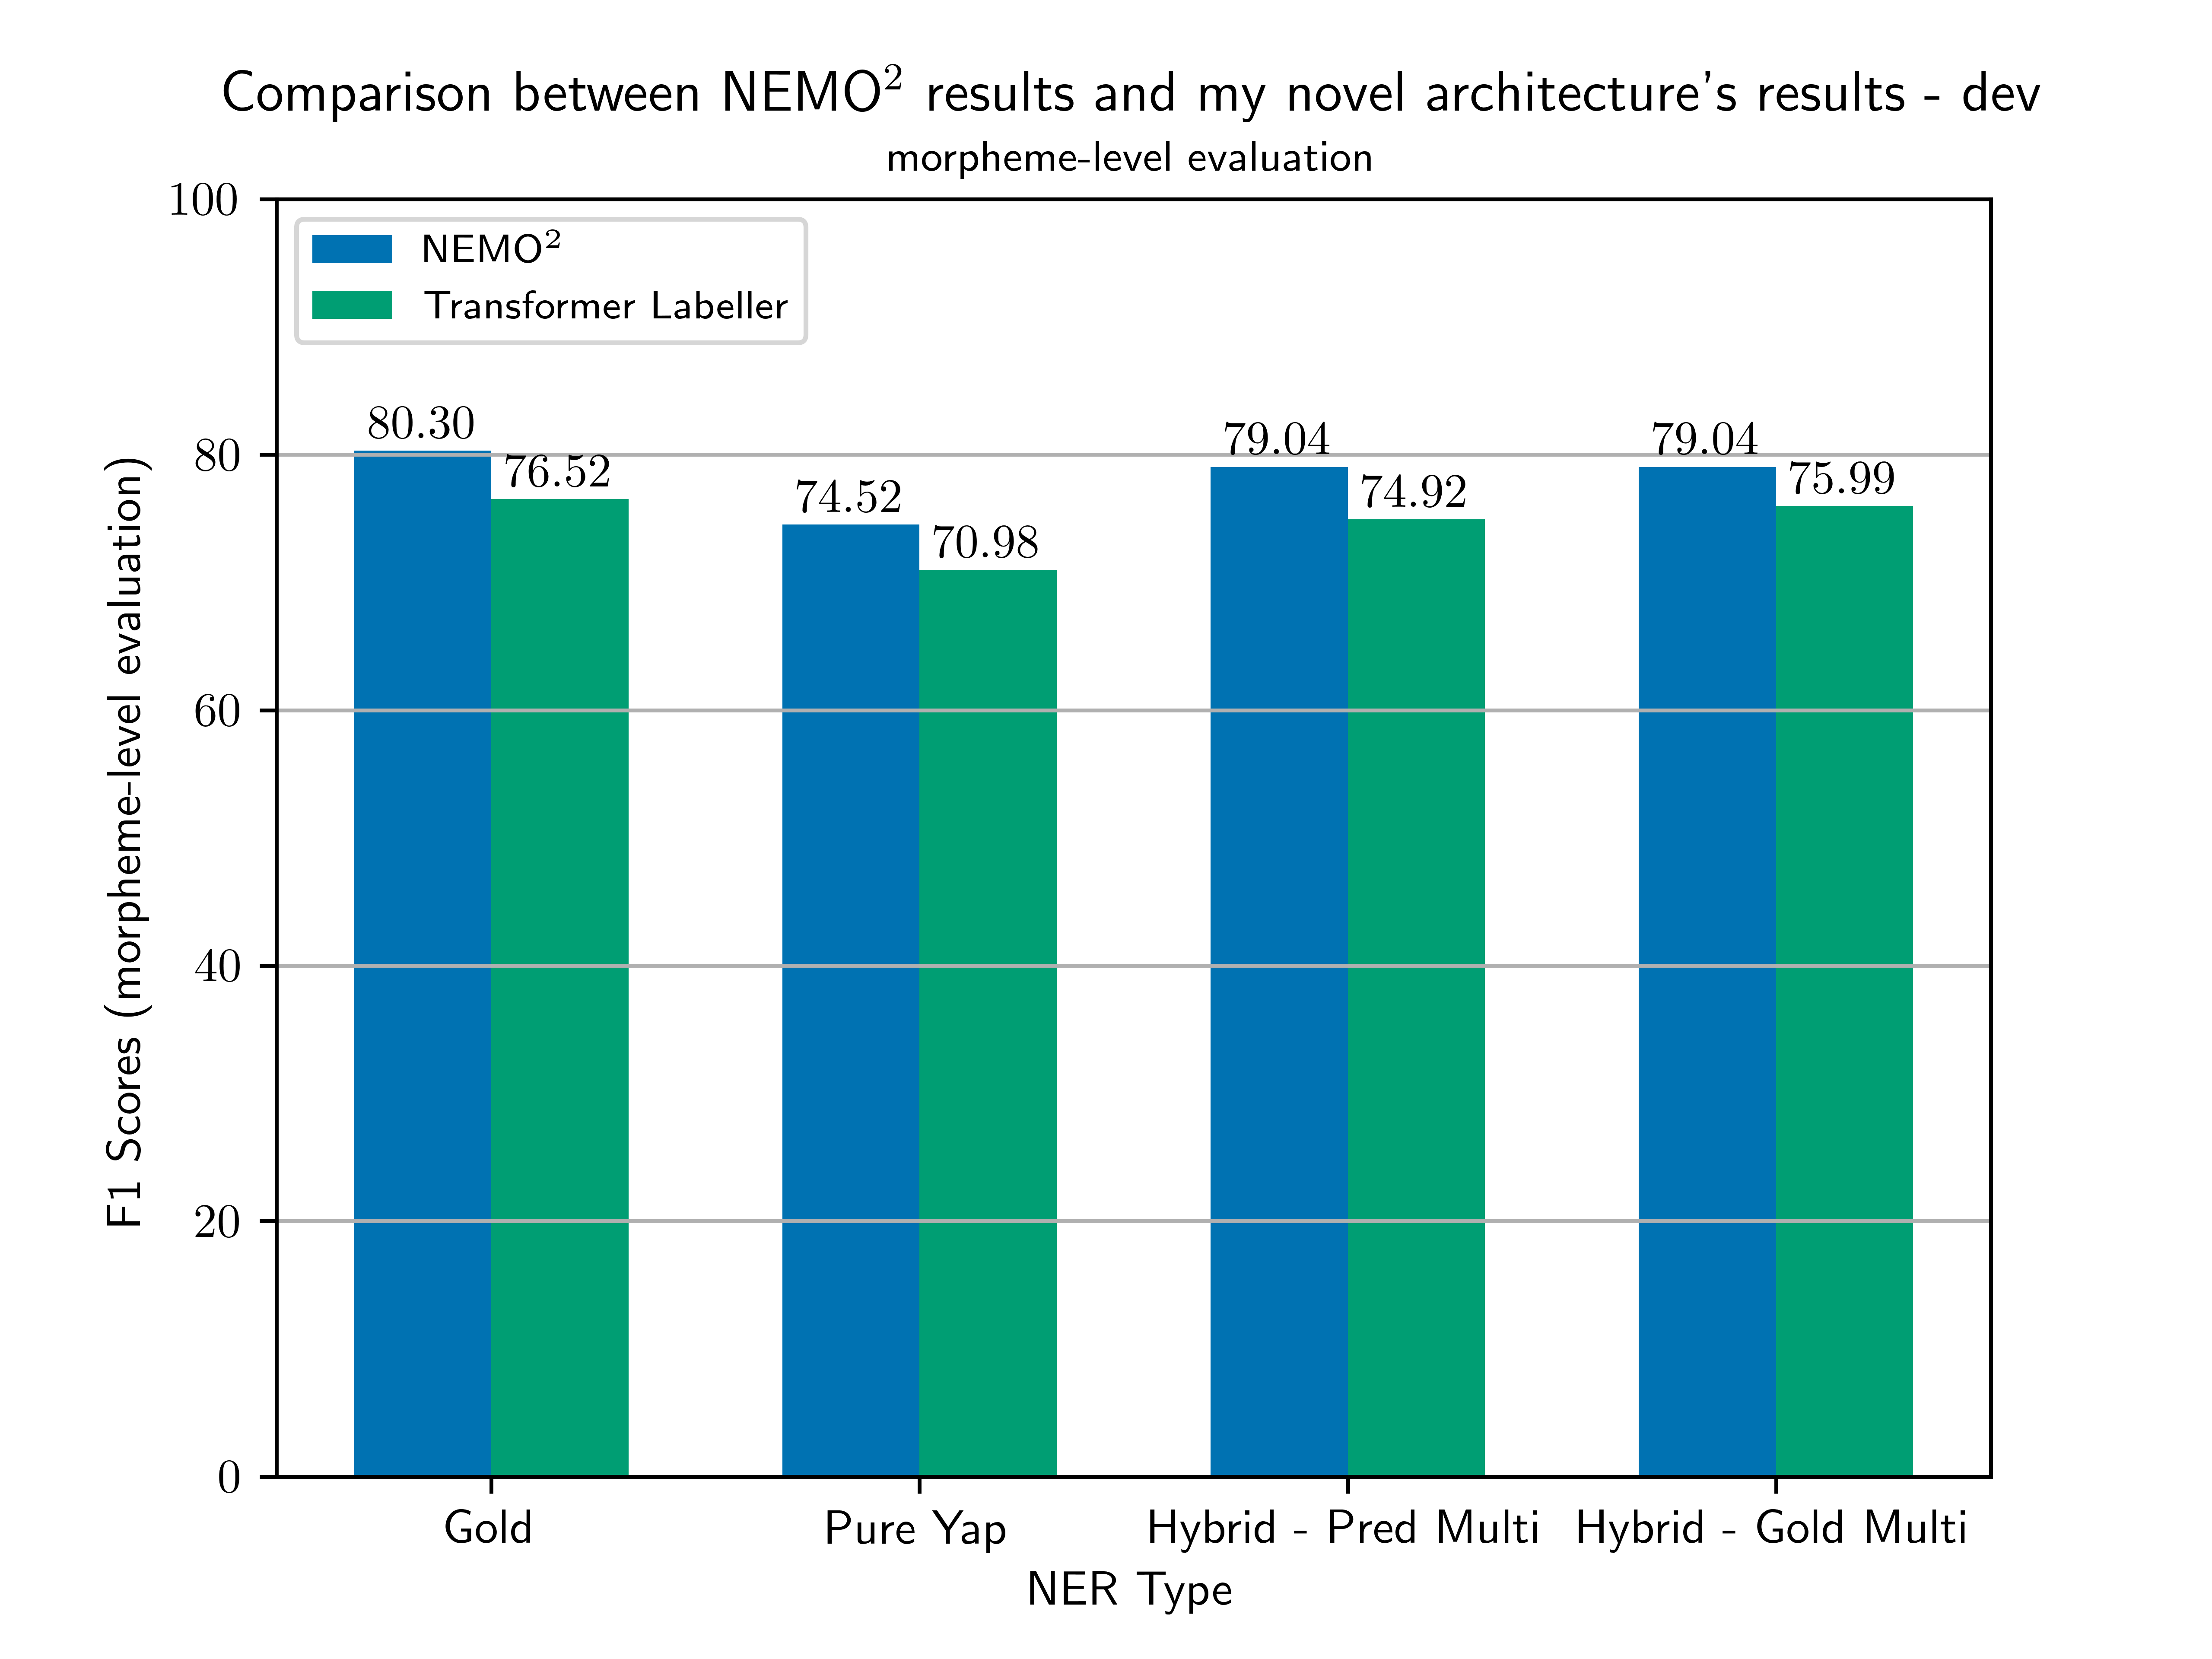 Comparison between NEMO² results and my novel architecture's results - dev
morpheme-level evaluation
NEMO²
Transformer Labeller
F1 Scores (morpheme-level evaluation)
100
80
60
40
20
0
80.30
76.52
74.52
70.98
79.04
74.92
79.04
75.99
Gold
Pure Yap
Hybrid - Pred Multi
Hybrid - Gold Multi
NER Type